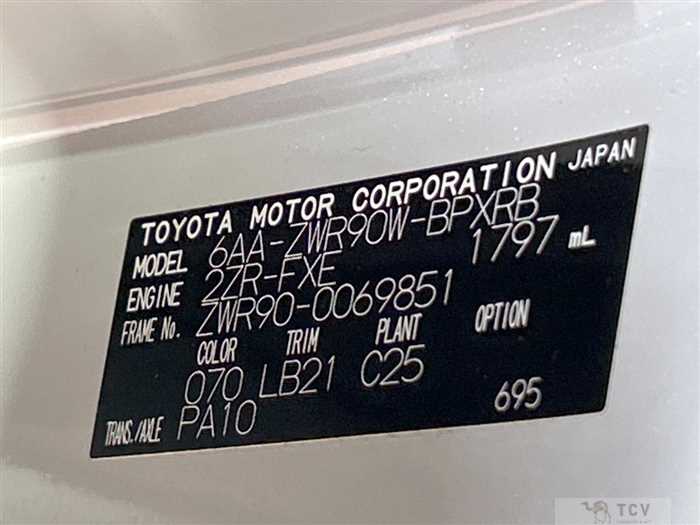 TOYOTA MOTOR CORPORATION JAPAN
MODEL 6AA-ZWR90W-BPXRB
ENGINE 2ZR-FXE 1797 mL
FRAME No. ZWR90-0069851
COLOR TRIM PLANT OPTION
070 LB21 C25
TRANS./AXLE PA10 695
TCV